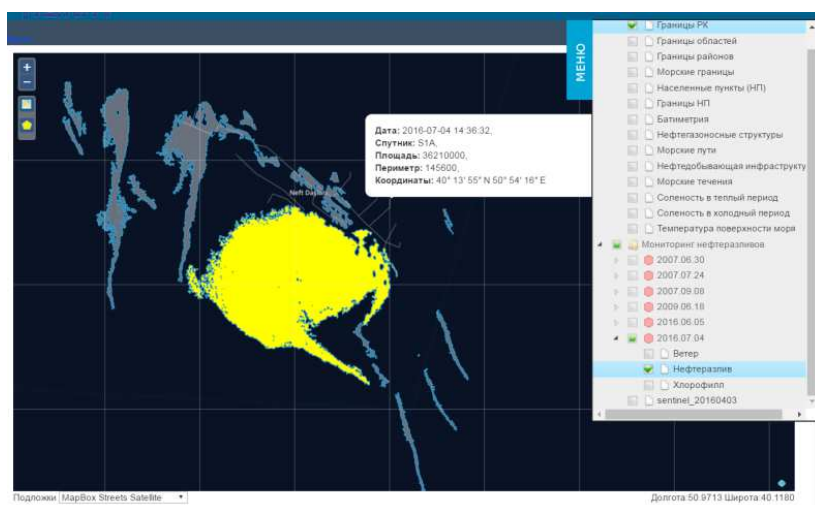 МЕНЮ
Границы РК
Границы областей
Границы районов
Морские границы
Населенные пункты (НП)
Границы НП
Батиметрия
Нефтегазоносные структуры
Морские пути
Нефтедобывающая инфраструкту
Морские течения
Соленость в теплый период
Соленость в холодный период
Температура поверхности моря
Мониторинг нефтеразливов
2007.06.30
2007.07.24
2007.09.08
2009.06.18
2016.06.05
2016.07.04
Ветер
Нефтеразлив
Хлорофилл
sentinel_20160403
+
−
Дата: 2016-07-04 14:36:32,
Спутник: S1A,
Площадь: 36210000,
Периметр: 145600,
Координаты: 40° 13' 55" N 50° 54' 16" E
Neft
Подложки MapBox Streets Satellite
Долгота:50.9713 Широта:40.1180